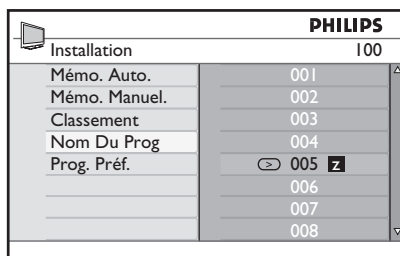 PHILIPS
Installation 100
Mémo. Auto. 001
Mémo. Manuel. 002
Classement 003
Nom Du Prog 004
Prog. Préf. > 005 z
006
007
008